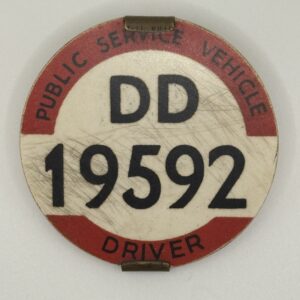 PUBLIC SERVICE VEHICLE
DD
19592
DRIVER